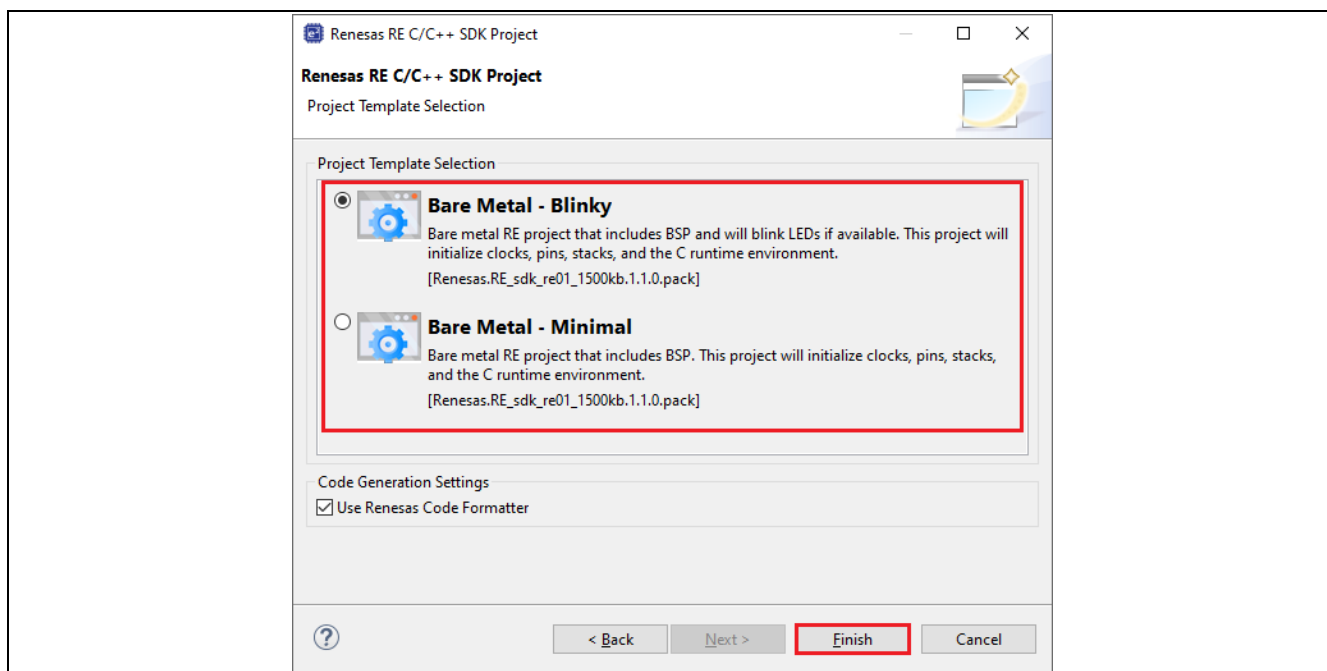 Renesas RE C/C++ SDK Project
Renesas RE C/C++ SDK Project
Project Template Selection
Project Template Selection
Bare Metal - Blinky
Bare metal RE project that includes BSP and will blink LEDs if available. This project will
initialize clocks, pins, stacks, and the C runtime environment.
[Renesas.RE_sdk_re01_1500kb.1.1.0.pack]
Bare Metal - Minimal
Bare metal RE project that includes BSP. This project will initialize clocks, pins, stacks,
and the C runtime environment.
[Renesas.RE_sdk_re01_1500kb.1.1.0.pack]
Code Generation Settings
Use Renesas Code Formatter
? < Back Next > Finish Cancel